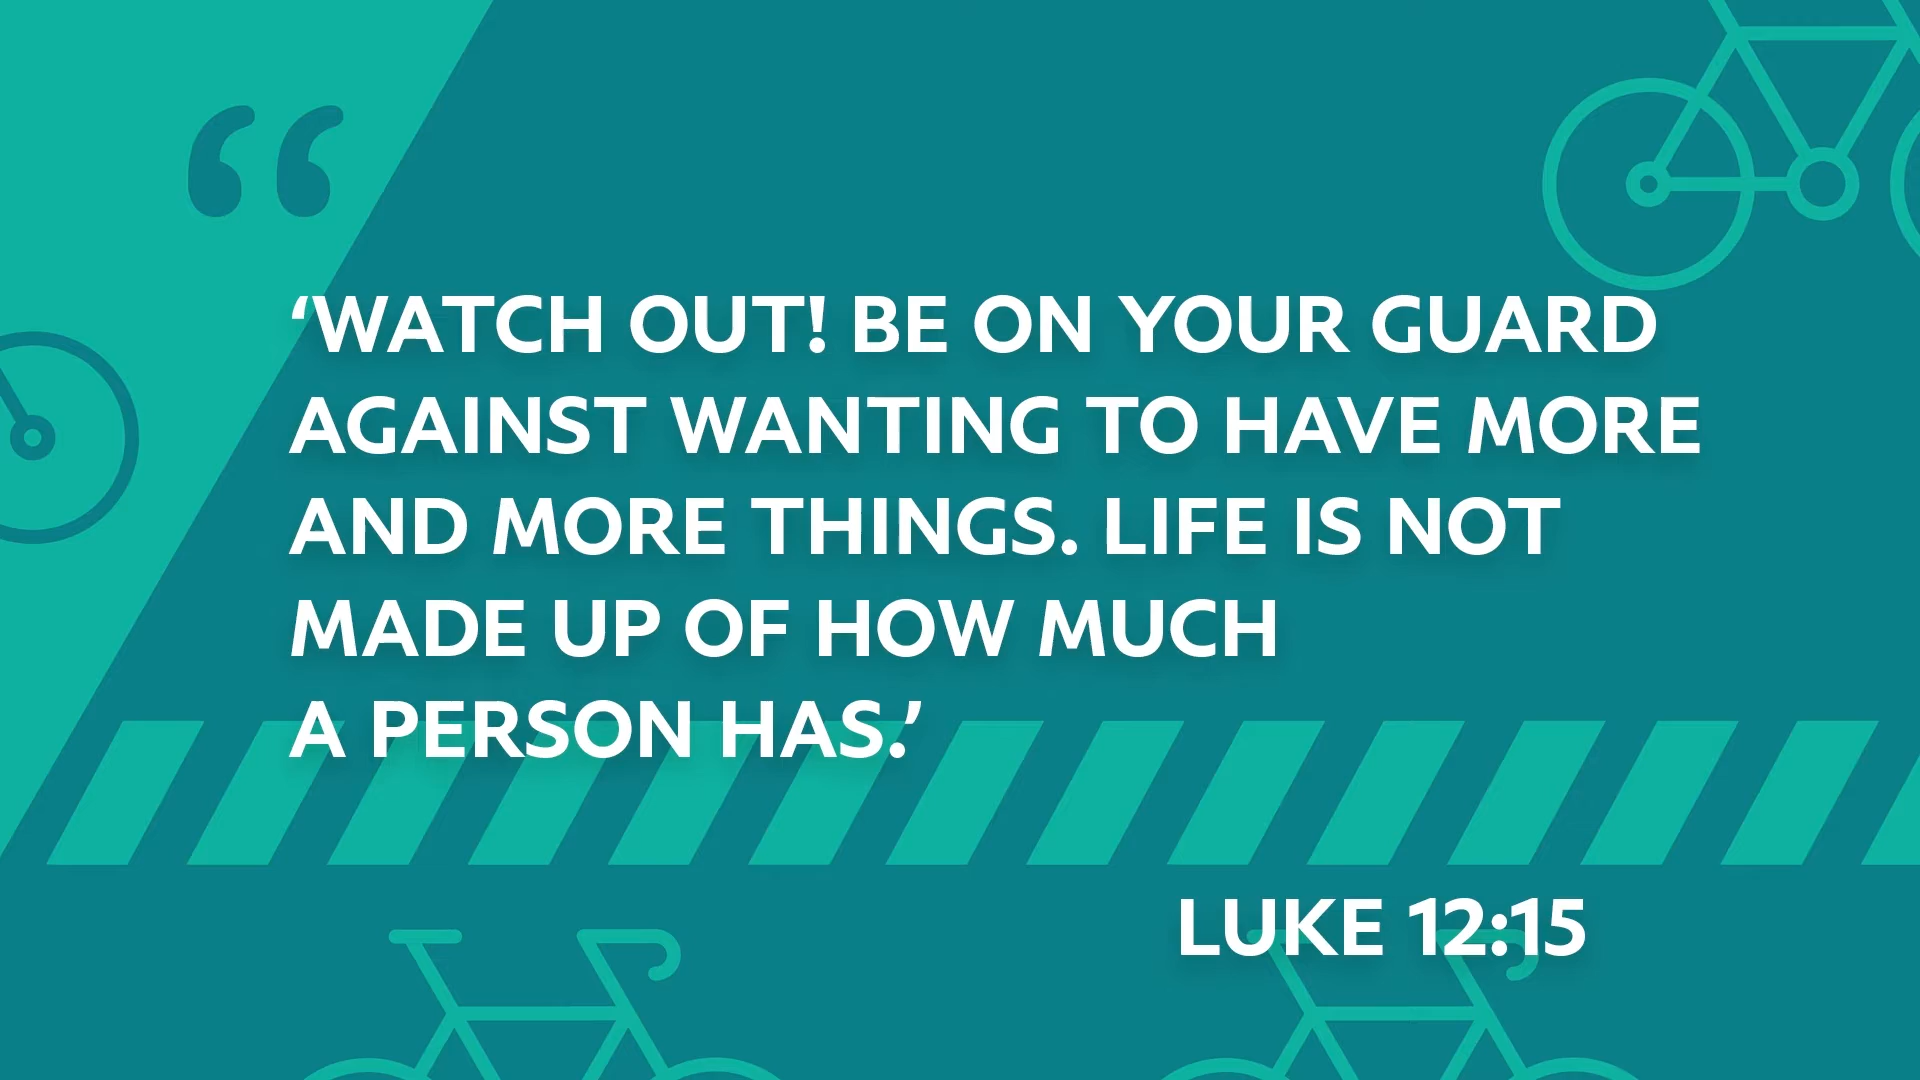 “
‘WATCH OUT! BE ON YOUR GUARD
AGAINST WANTING TO HAVE MORE
AND MORE THINGS. LIFE IS NOT
MADE UP OF HOW MUCH
A PERSON HAS.’
LUKE 12:15